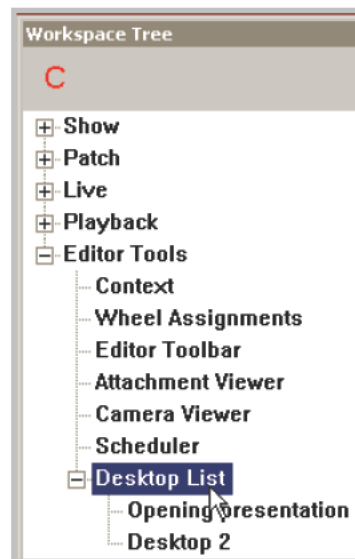 Workspace Tree
C
Show
Patch
Live
Playback
Editor Tools
Context
Wheel Assignments
Editor Toolbar
Attachment Viewer
Camera Viewer
Scheduler
Desktop List
Opening presentation
Desktop 2